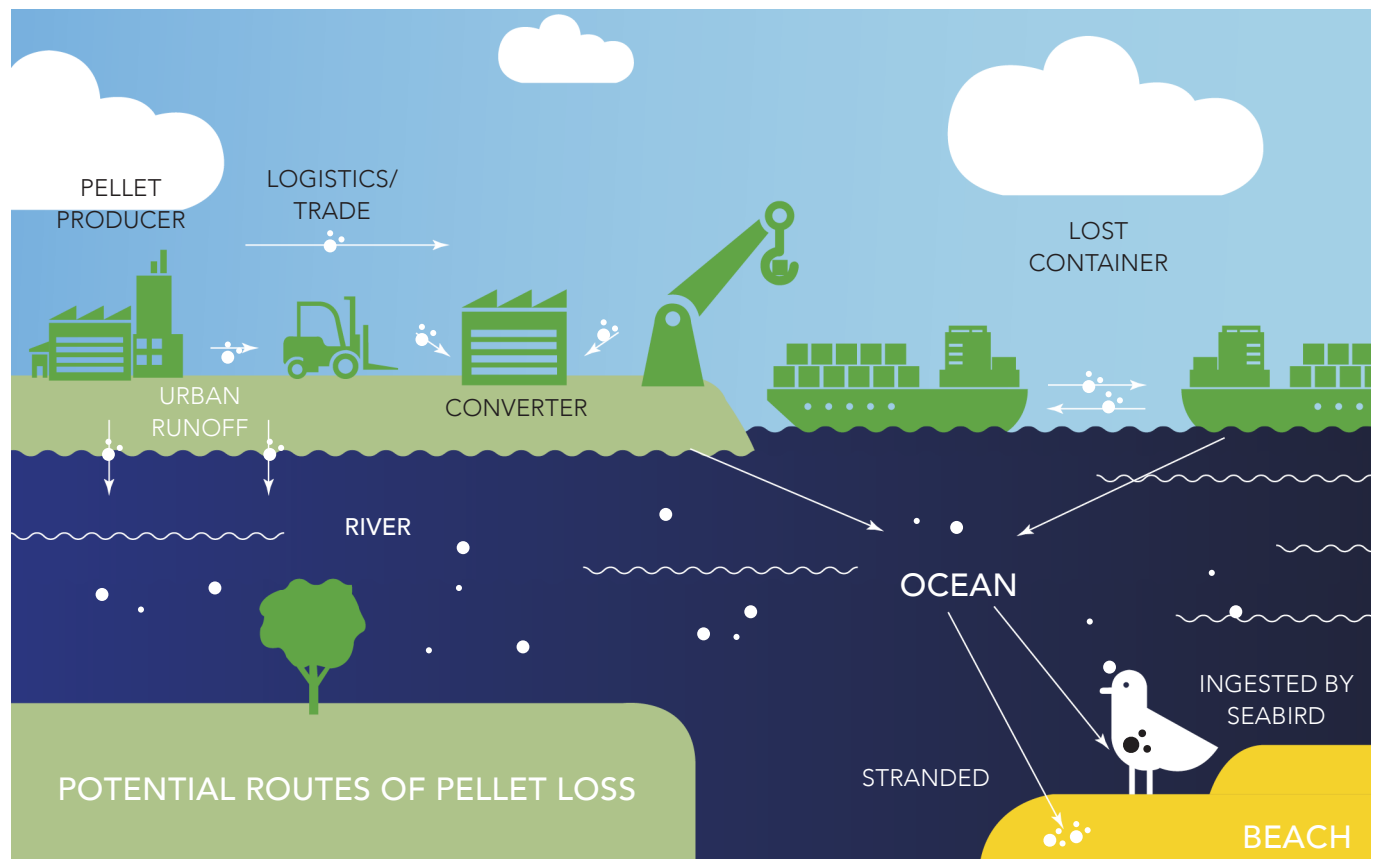 PELLET
PRODUCER
LOGISTICS/
TRADE
LOST
CONTAINER
URBAN
RUNOFF
CONVERTER
RIVER
OCEAN
INGESTED BY
SEABIRD
STRANDED
POTENTIAL ROUTES OF PELLET LOSS
BEACH